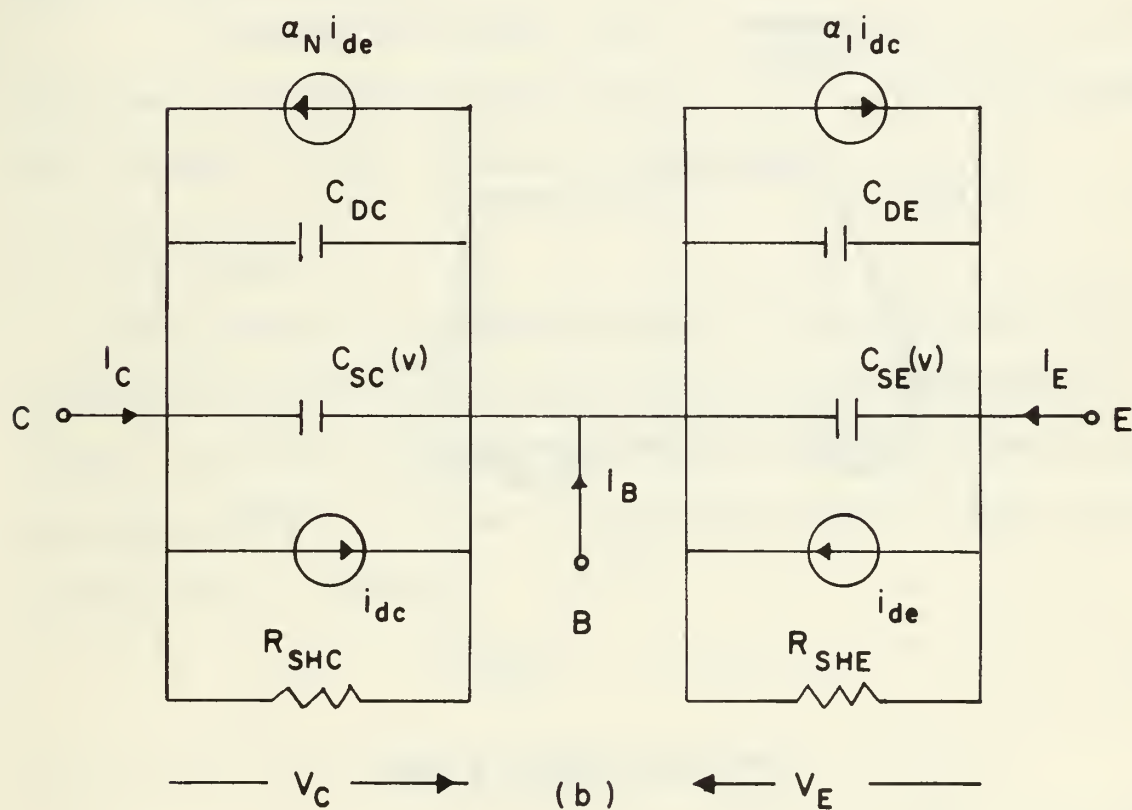 α_N i_de
α_I i_dc
C_DC
C_DE
C_SC(v)
C_SE(v)
I_C
I_E
C
E
I_B
i_dc
B
i_de
R_SHC
R_SHE
V_C
(b)
V_E